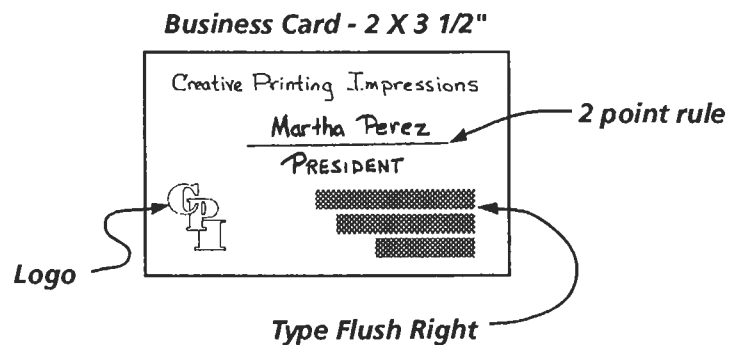 Business Card - 2 X 3 1/2"
Creative Printing Impressions
Martha Perez
2 point rule
PRESIDENT
CPI
Logo
Type Flush Right